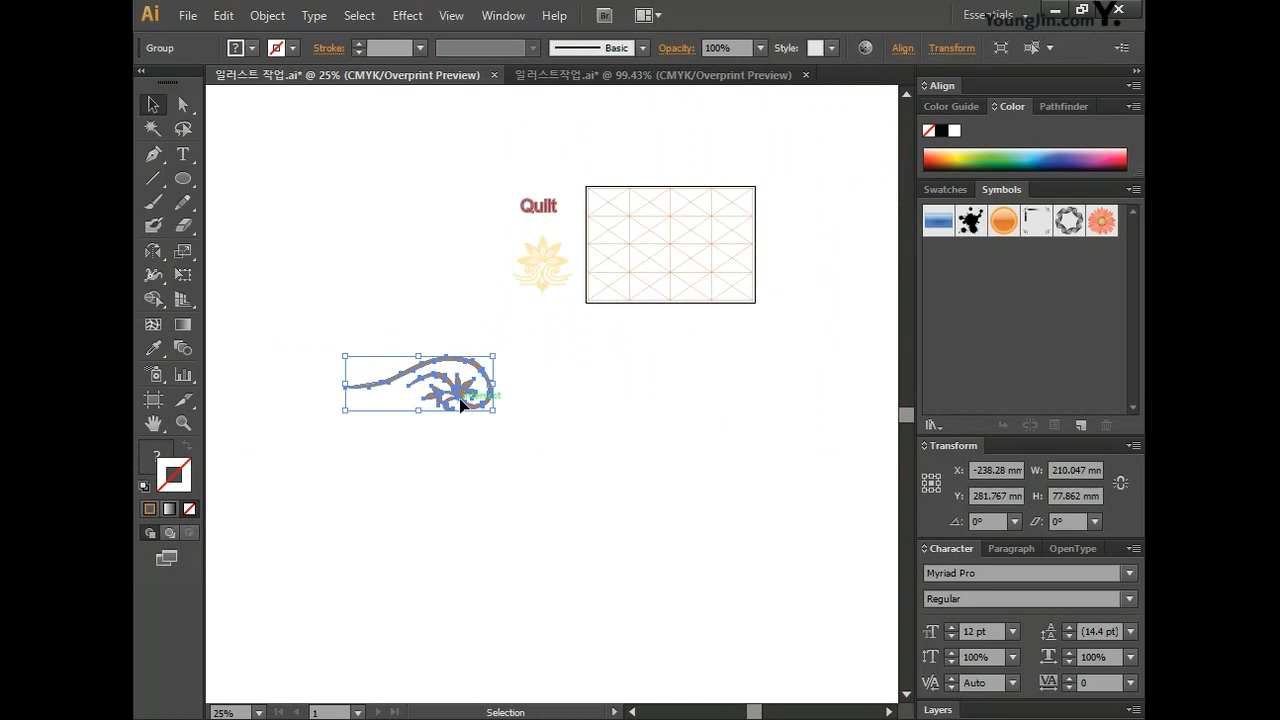 Ai File Edit Object Type Select Effect View Window Help Br Essentials
YoungJin.com Y.
Group ? Stroke: Basic Opacity: 100% Style: Align Transform
일러스트 작업.ai* @ 25% (CMYK/Overprint Preview) × 일러스트작업.ai* @ 99.43% (CMYK/Overprint Preview) ×
Align
Color Guide Color Pathfinder
Swatches Symbols
Quilt
Transform
X: -238.28 mm W: 210.047 mm
Y: 281.767 mm H: 77.862 mm
0° 0°
Character Paragraph OpenType
Myriad Pro
Regular
12 pt (14.4 pt)
100% 100%
Auto 0
Layers
25% 1 Selection